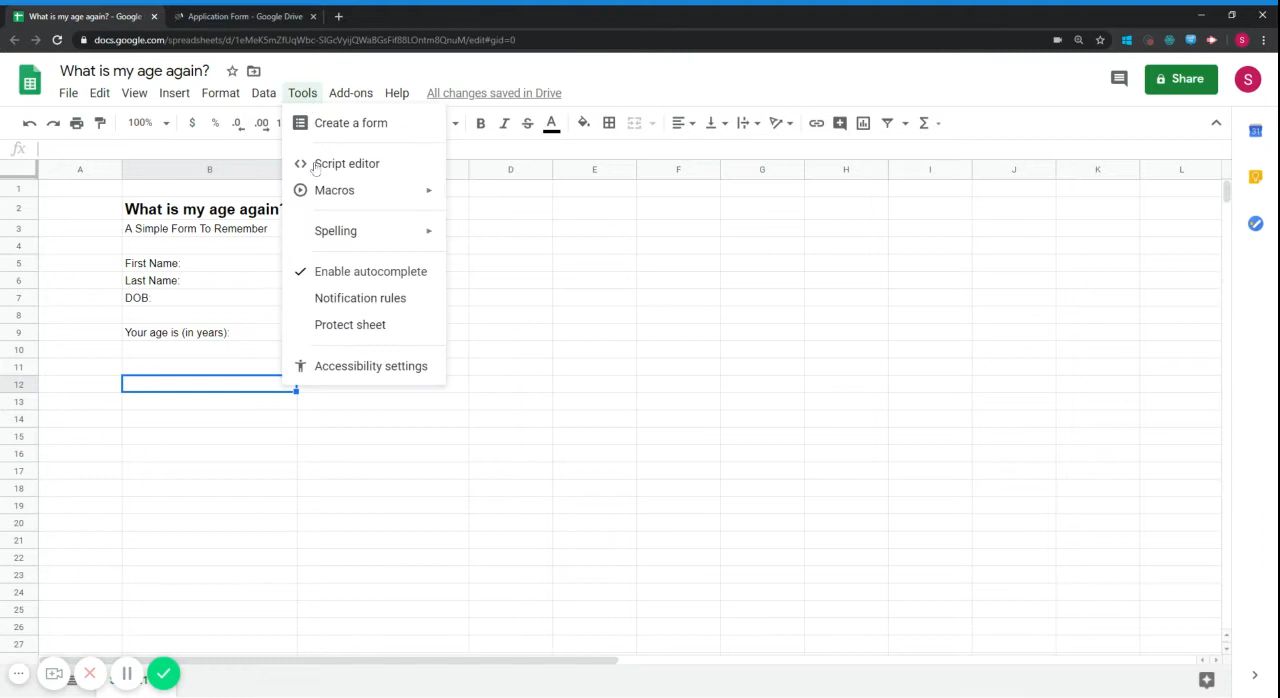 What is my age again? - Google
Application Form - Google Drive
docs.google.com/spreadsheets/d/1eMeK5mZfUqWbc-SIGcVyijQWaBGsFif88LOntm8QnuM/edit#gid=0
S
What is my age again?
File Edit View Insert Format Data Tools Add-ons Help All changes saved in Drive
Share
S
100% $ % .0 .00 1 B I S A Σ
31
fx
A B D E F G H I J K L
Create a form
Script editor
Macros
Spelling
Enable autocomplete
Notification rules
Protect sheet
Accessibility settings
1
2 What is my age again?
3 A Simple Form To Remember
4
5 First Name:
6 Last Name:
7 DOB:
8
9 Your age is (in years):
10
11
12
13
14
15
16
17
18
19
20
21
22
23
24
25
26
27